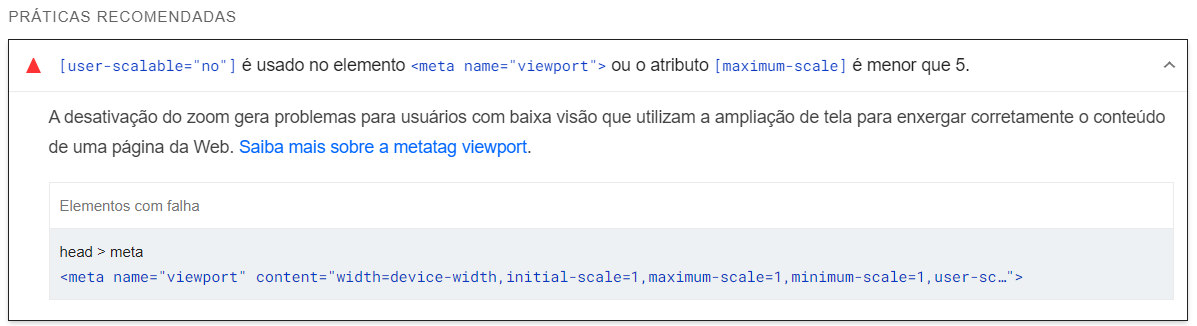 PRÁTICAS RECOMENDADAS
[user-scalable="no"] é usado no elemento <meta name="viewport"> ou o atributo [maximum-scale] é menor que 5.
A desativação do zoom gera problemas para usuários com baixa visão que utilizam a ampliação de tela para enxergar corretamente o conteúdo
de uma página da Web. Saiba mais sobre a metatag viewport.
Elementos com falha
head > meta
<meta name="viewport" content="width=device-width,initial-scale=1,maximum-scale=1,minimum-scale=1,user-sc…">